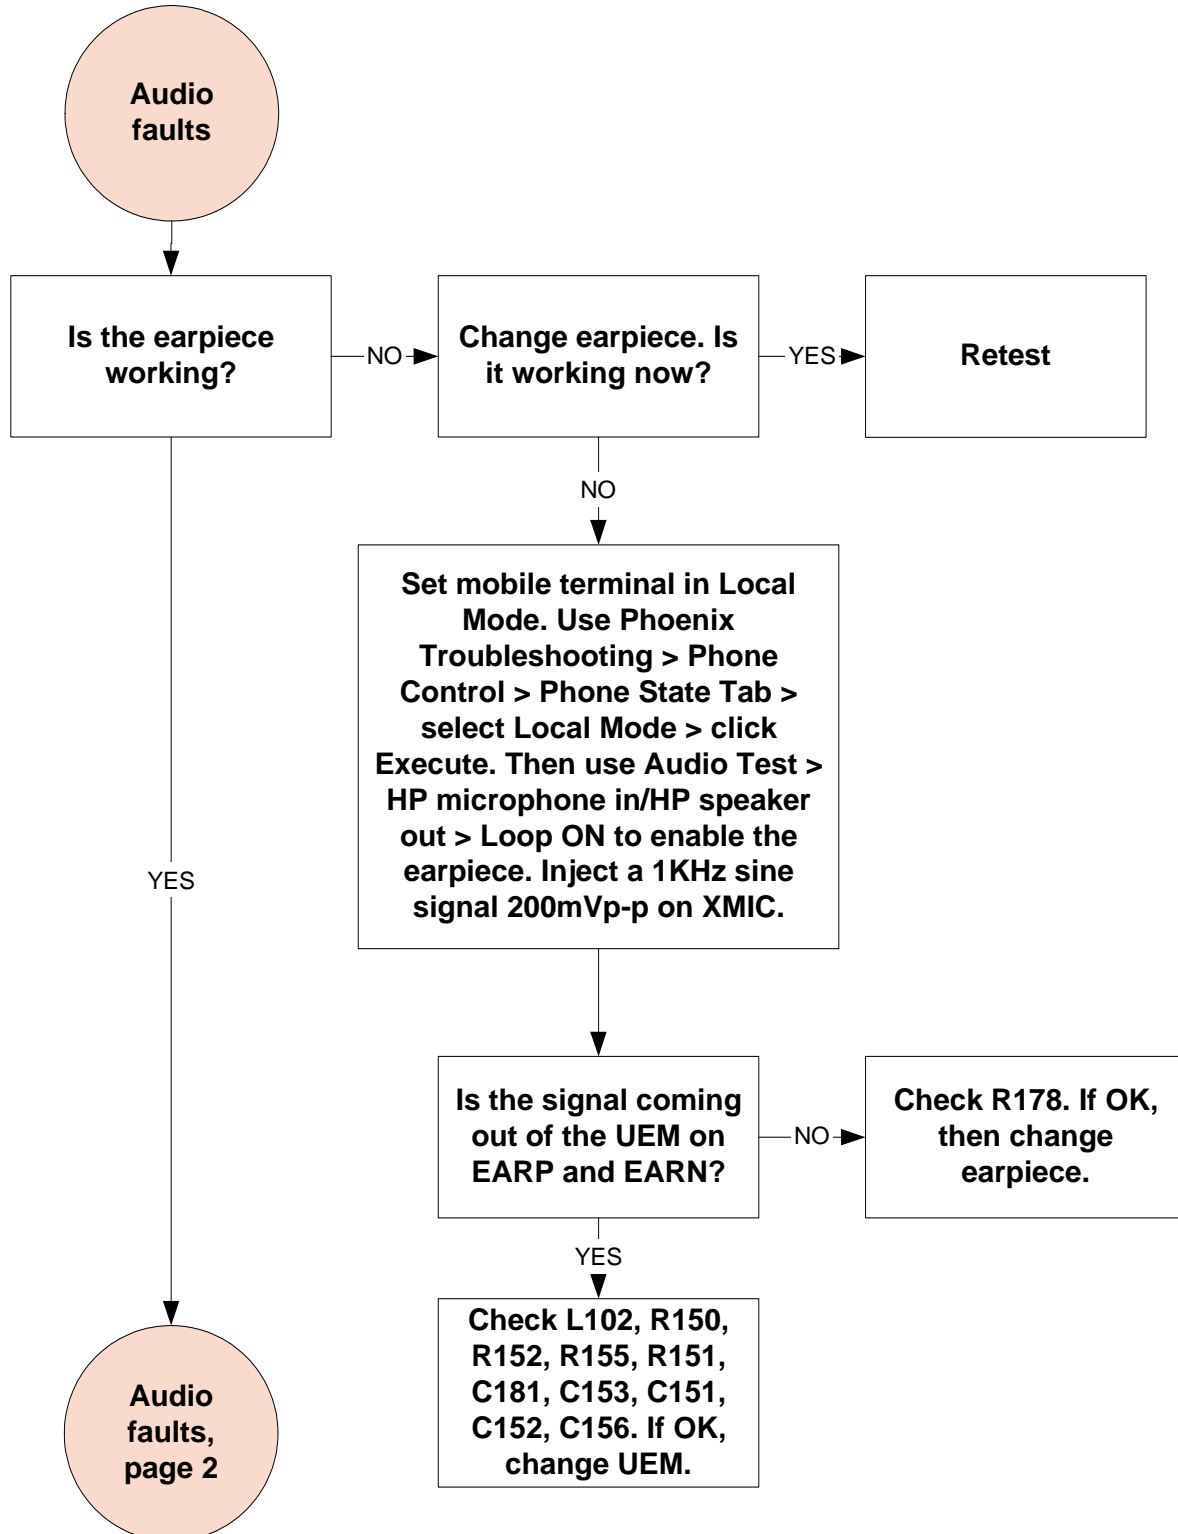 Audio
faults
Is the earpiece
working?
NO
Change earpiece. Is
it working now?
YES
Retest
NO
Set mobile terminal in Local
Mode. Use Phoenix
Troubleshooting > Phone
Control > Phone State Tab >
select Local Mode > click
Execute. Then use Audio Test >
HP microphone in/HP speaker
out > Loop ON to enable the
earpiece. Inject a 1KHz sine
signal 200mVp-p on XMIC.
YES
Is the signal coming
out of the UEM on
EARP and EARN?
NO
Check R178. If OK,
then change
earpiece.
YES
Check L102, R150,
R152, R155, R151,
C181, C153, C151,
C152, C156. If OK,
change UEM.
Audio
faults,
page 2